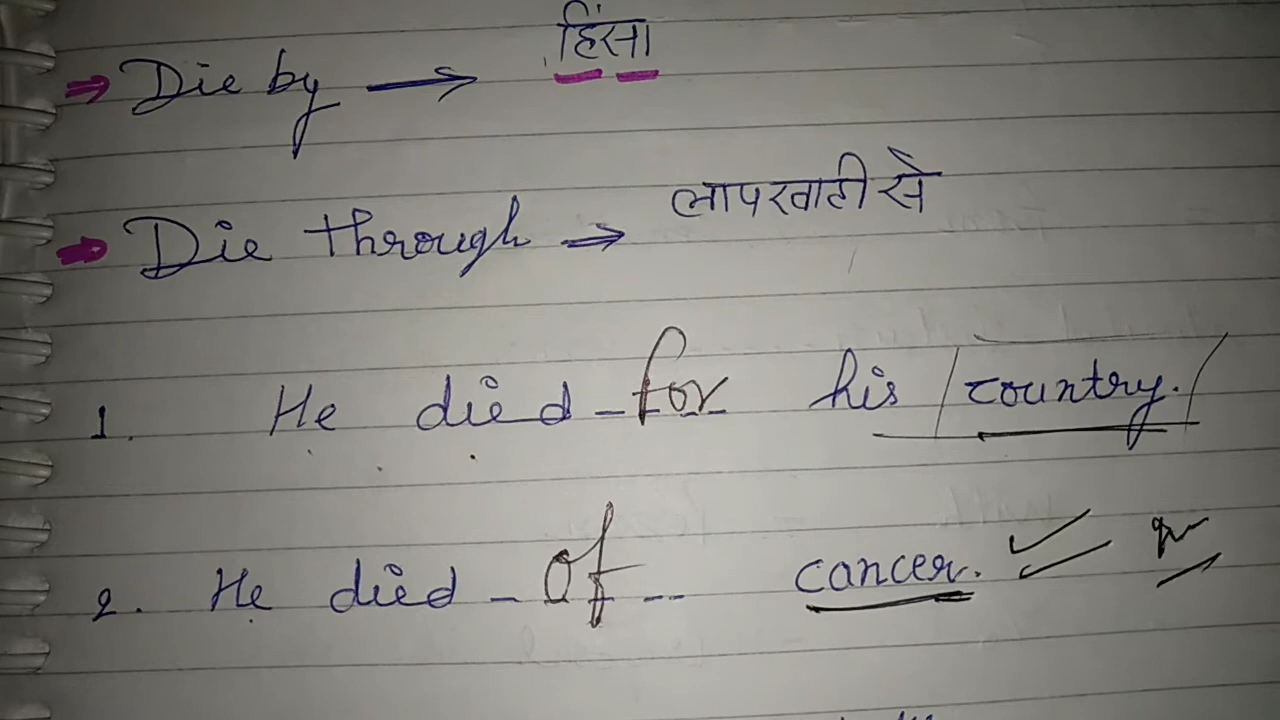 ⇒ Die by → हिंसा
⇒ Die through ⇒ लापरवाही से
1. He died for his country.
2. He died of cancer.